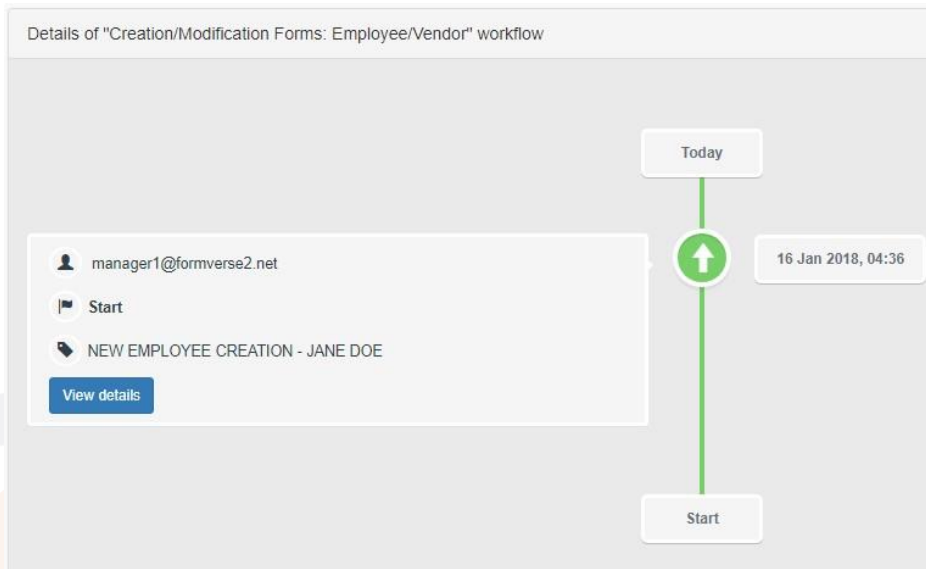 Details of "Creation/Modification Forms: Employee/Vendor" workflow
Today
manager1@formverse2.net
16 Jan 2018, 04:36
Start
NEW EMPLOYEE CREATION - JANE DOE
View details
Start